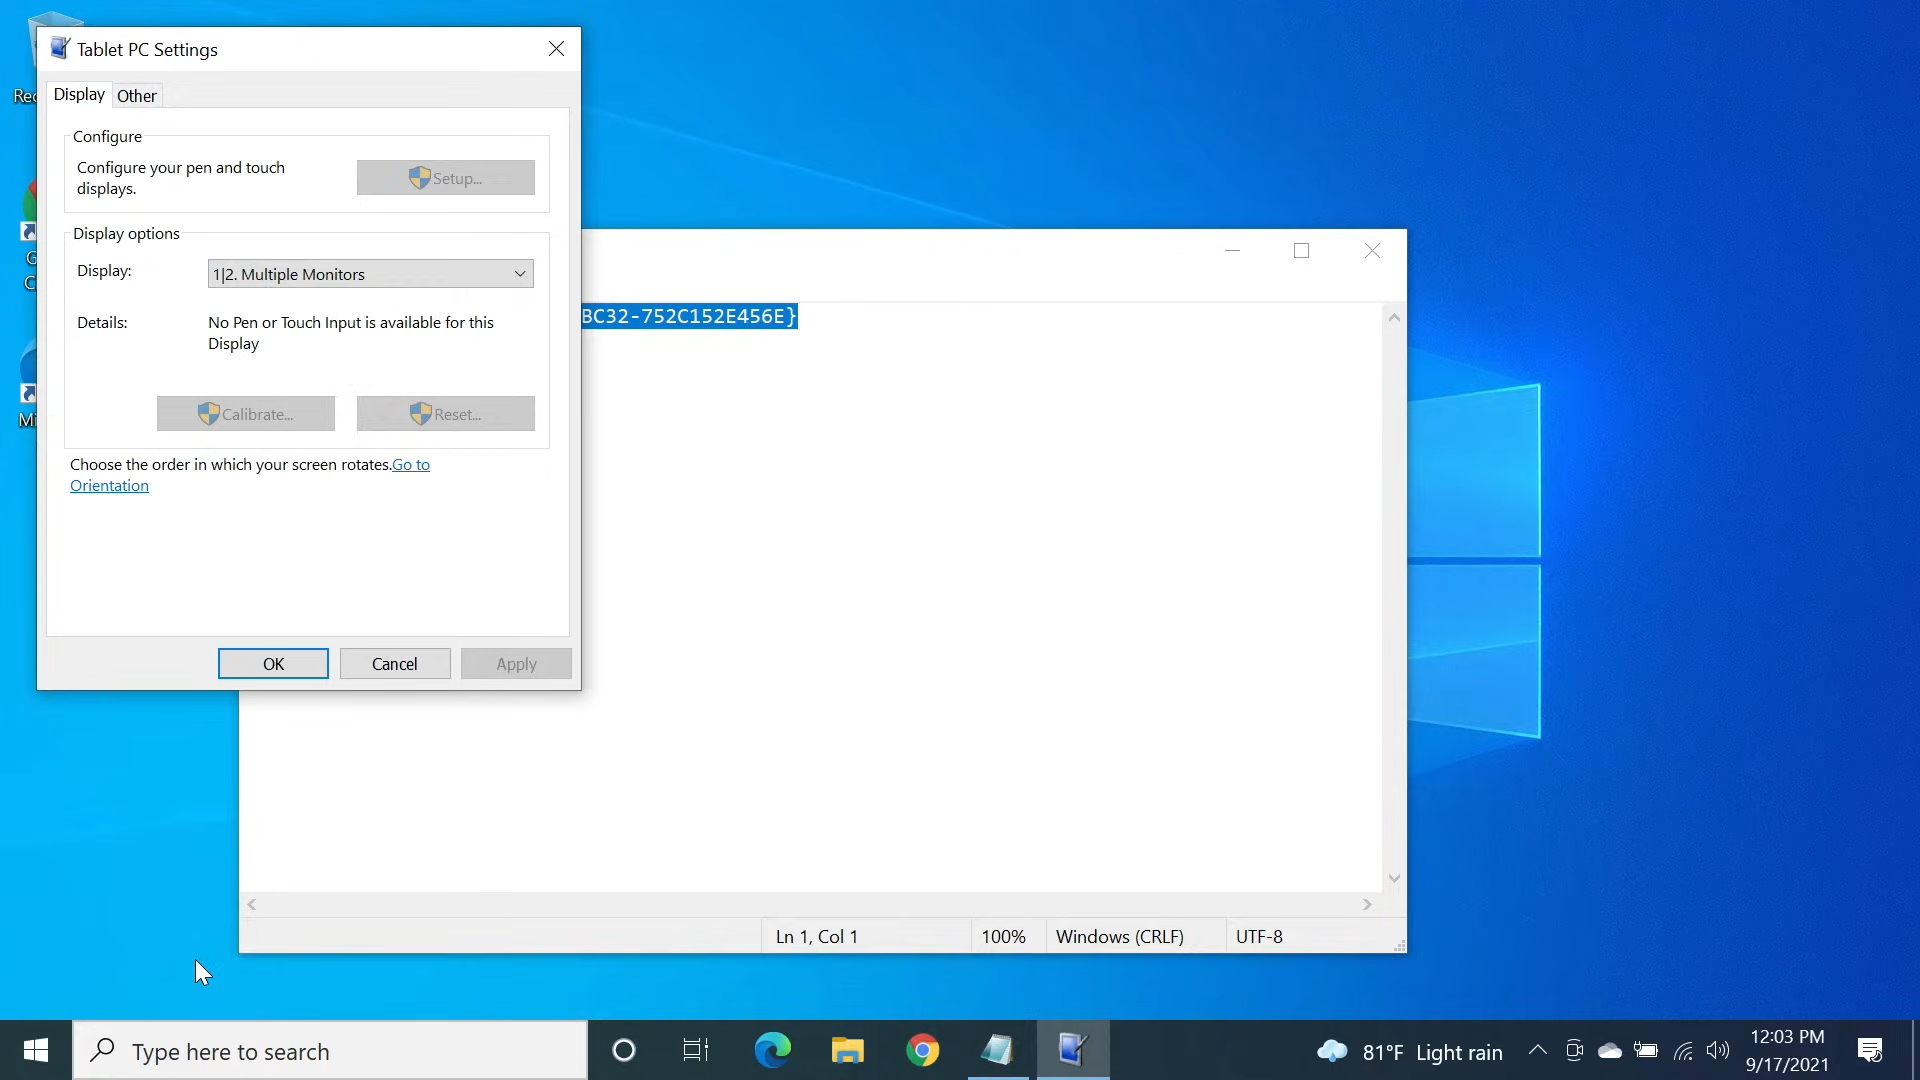 Tablet PC Settings
Display
Other
Configure
Configure your pen and touch
displays.
Setup...
Display options
Display:
1|2. Multiple Monitors
Details:
No Pen or Touch Input is available for this
Display
Calibrate...
Reset...
Choose the order in which your screen rotates.Go to
Orientation
OK
Cancel
Apply
Rec
G
C
Mi
BC32-752C152E456E}
Ln 1, Col 1
100%
Windows (CRLF)
UTF-8
Type here to search
81°F Light rain
12:03 PM
9/17/2021